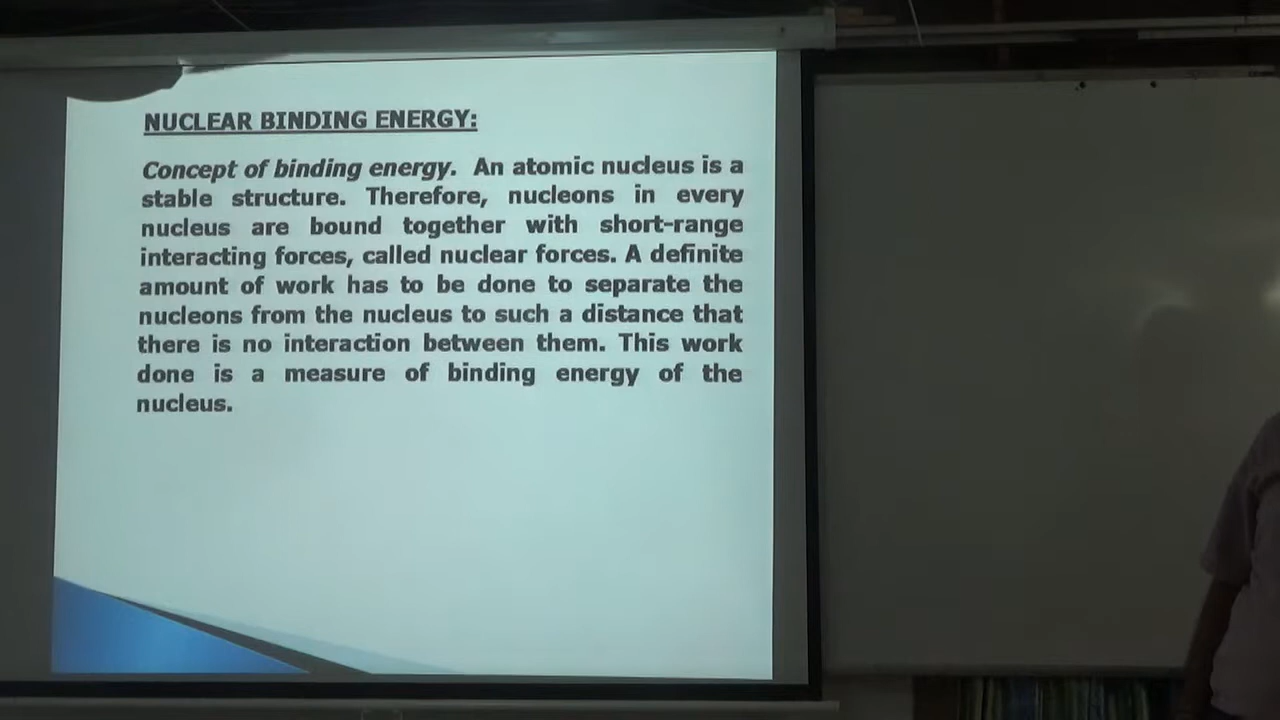 NUCLEAR BINDING ENERGY:
Concept of binding energy. An atomic nucleus is a
stable structure. Therefore, nucleons in every
nucleus are bound together with short-range
interacting forces, called nuclear forces. A definite
amount of work has to be done to separate the
nucleons from the nucleus to such a distance that
there is no interaction between them. This work
done is a measure of binding energy of the
nucleus.